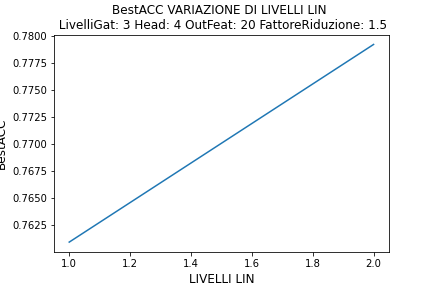 BestACC VARIAZIONE DI LIVELLI LIN
LivelliGat: 3 Head: 4 OutFeat: 20 FattoreRiduzione: 1.5
0.7800
0.7775
0.7750
0.7725
0.7700
0.7675
0.7650
0.7625
BestACC
1.0 1.2 1.4 1.6 1.8 2.0
LIVELLI LIN